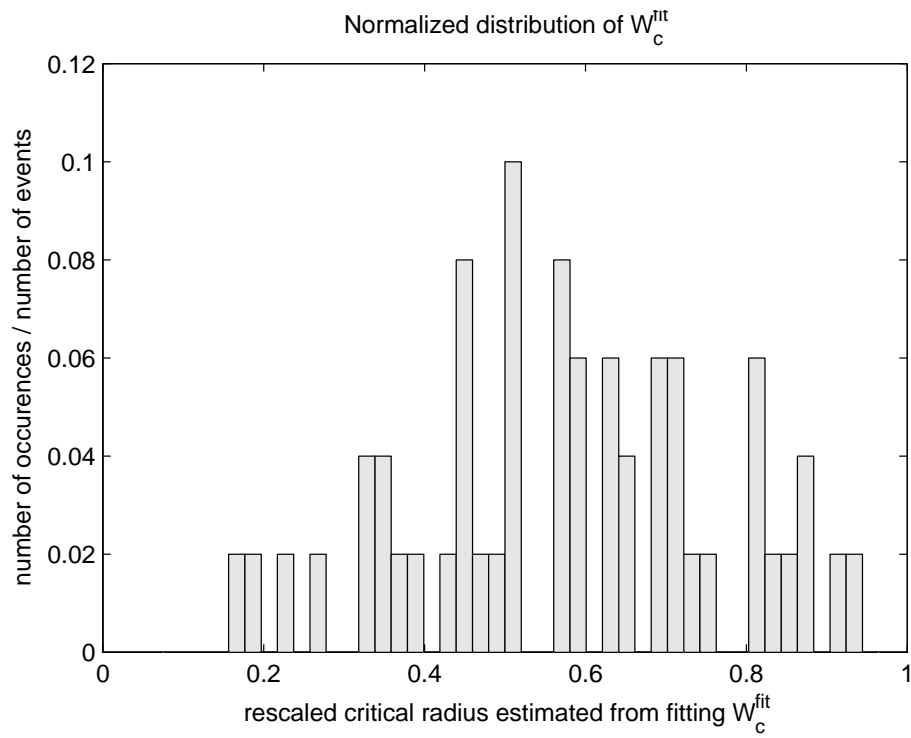 Normalized distribution of W_c^fit
0.12
0.1
0.08
0.06
0.04
0.02
0
0 0.2 0.4 0.6 0.8 1
number of occurences / number of events
rescaled critical radius estimated from fitting W_c^fit